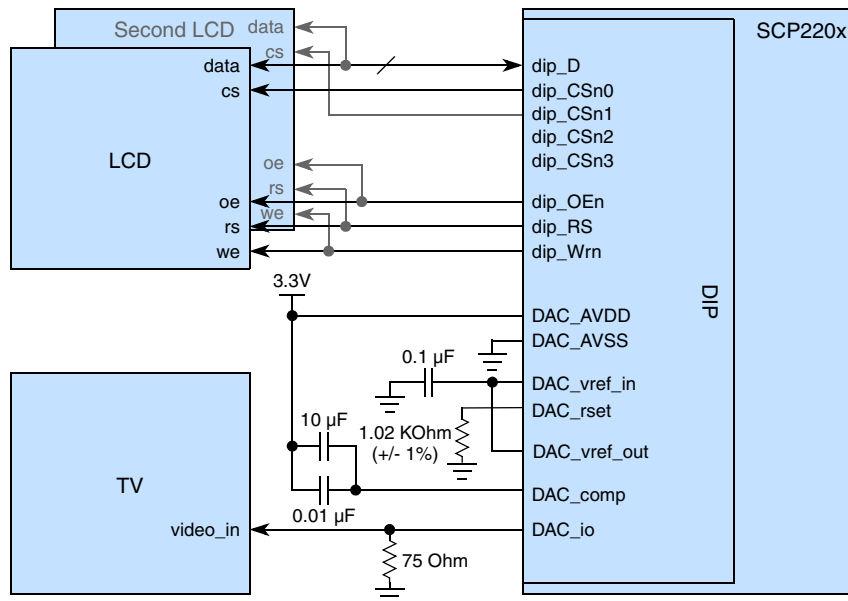 Second LCD
data
cs
oe
rs
we
LCD
data
cs
oe
rs
we
SCP220x
DIP
dip_D
dip_CSn0
dip_CSn1
dip_CSn2
dip_CSn3
dip_OEn
dip_RS
dip_Wrn
3.3V
DAC_AVDD
DAC_AVSS
0.1 µF
DAC_vref_in
DAC_rset
10 µF
1.02 KOhm
(+/- 1%)
DAC_vref_out
DAC_comp
0.01 µF
TV
video_in
DAC_io
75 Ohm